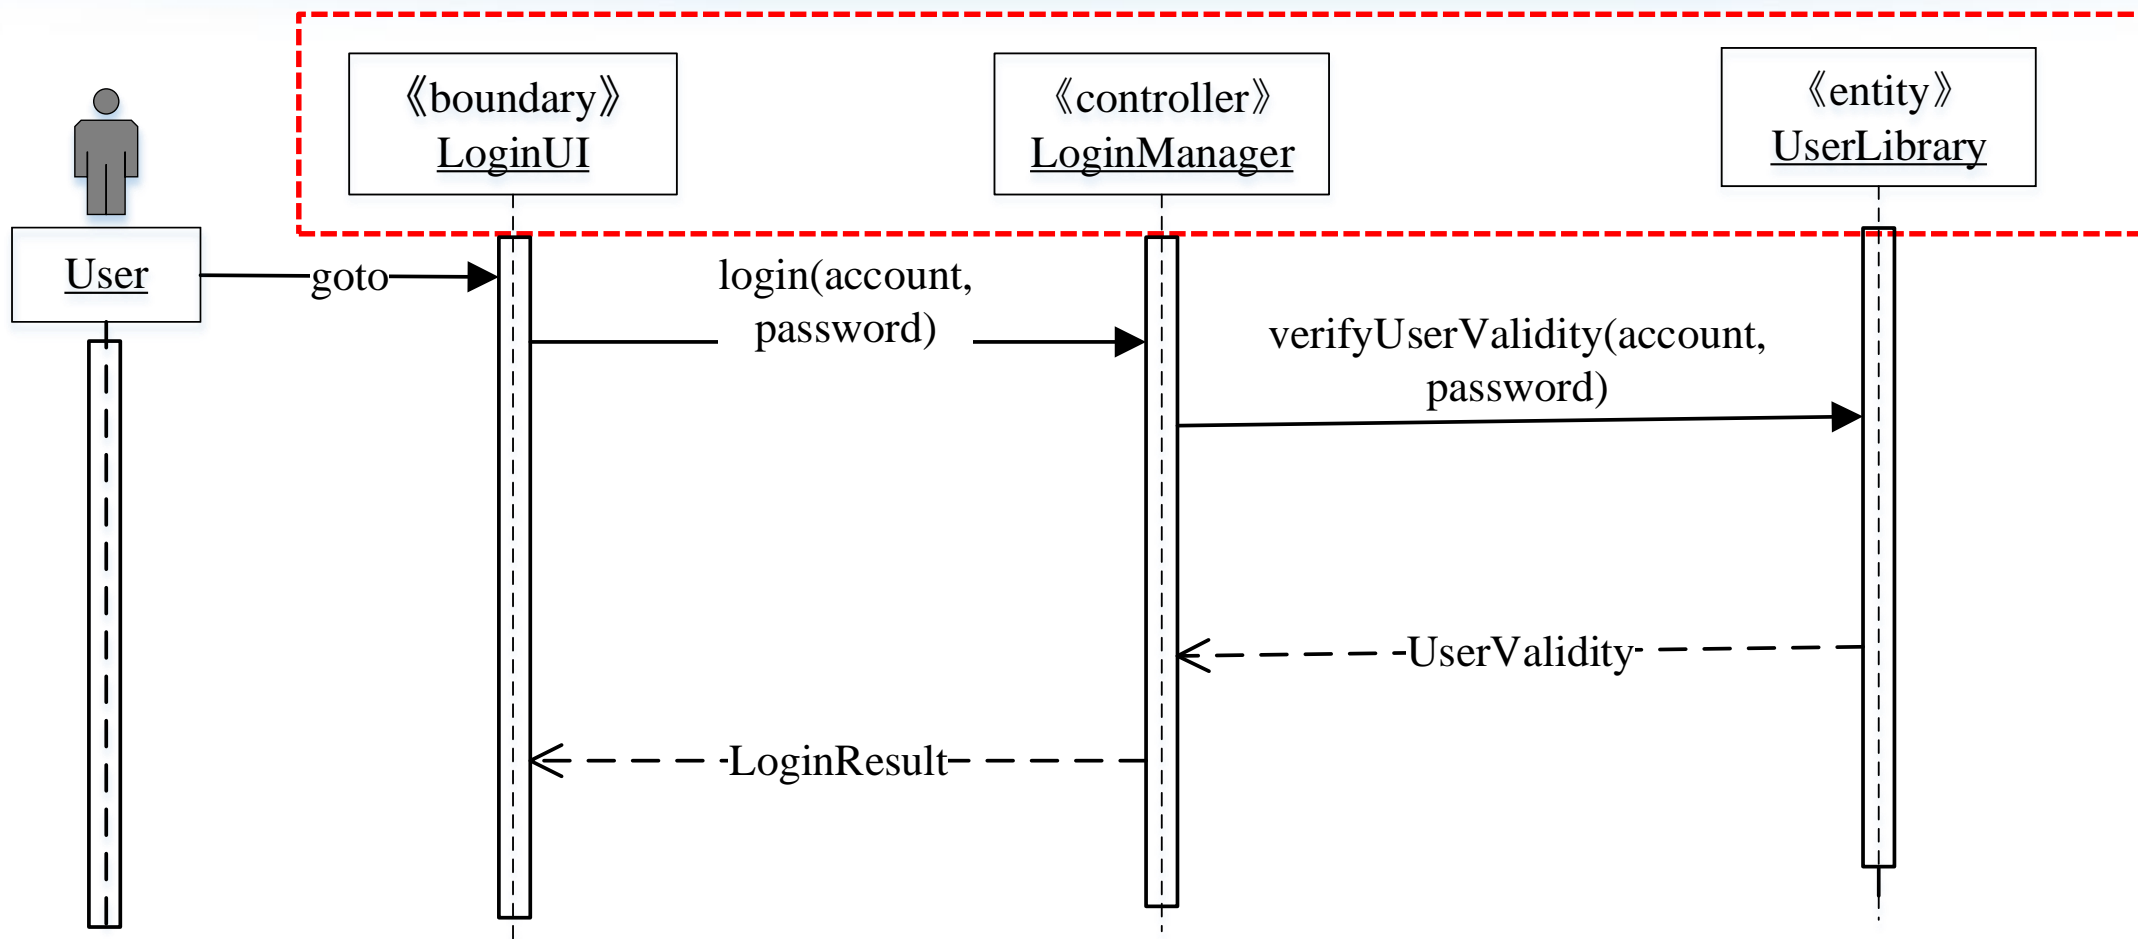 《boundary》
LoginUI
《controller》
LoginManager
《entity》
UserLibrary
User
goto
login(account,
password)
verifyUserValidity(account,
password)
UserValidity
LoginResult